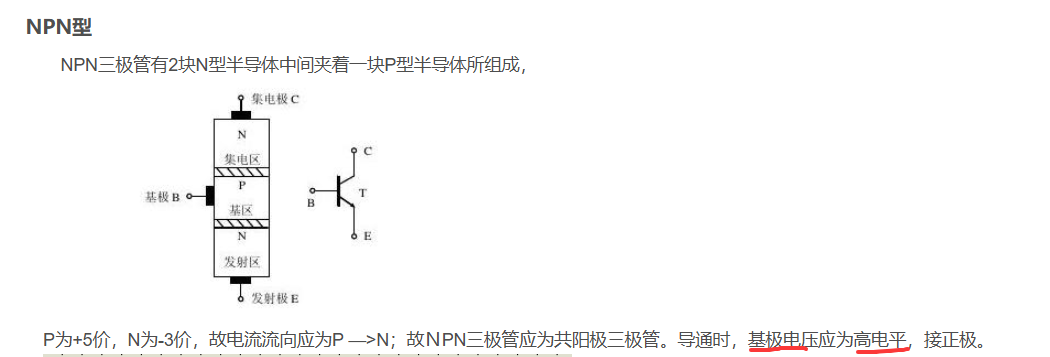 NPN型
NPN三极管有2块N型半导体中间夹着一块P型半导体所组成，
集电极 C
N
集电区
P
基极 B
基区
N
发射区
发射极 E
C
B
T
E
P为+5价，N为-3价，故电流流向应为P —>N；故ＮPN三极管应为共阳极三极管。导通时，基极电压应为高电平，接正极。